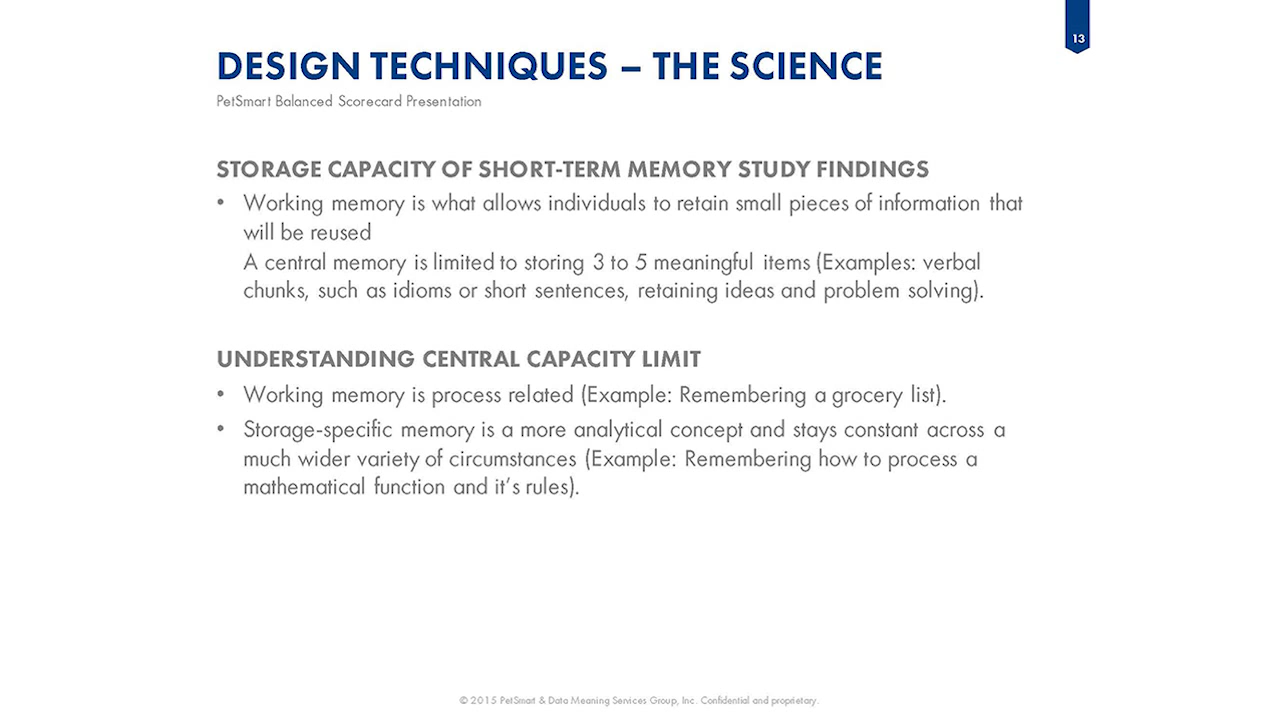 13
DESIGN TECHNIQUES – THE SCIENCE
PetSmart Balanced Scorecard Presentation
STORAGE CAPACITY OF SHORT-TERM MEMORY STUDY FINDINGS
• Working memory is what allows individuals to retain small pieces of information that
will be reused
A central memory is limited to storing 3 to 5 meaningful items (Examples: verbal
chunks, such as idioms or short sentences, retaining ideas and problem solving).
UNDERSTANDING CENTRAL CAPACITY LIMIT
• Working memory is process related (Example: Remembering a grocery list).
• Storage-specific memory is a more analytical concept and stays constant across a
much wider variety of circumstances (Example: Remembering how to process a
mathematical function and it’s rules).
© 2015 PetSmart & Data Meaning Services Group, Inc. Confidential and proprietary.